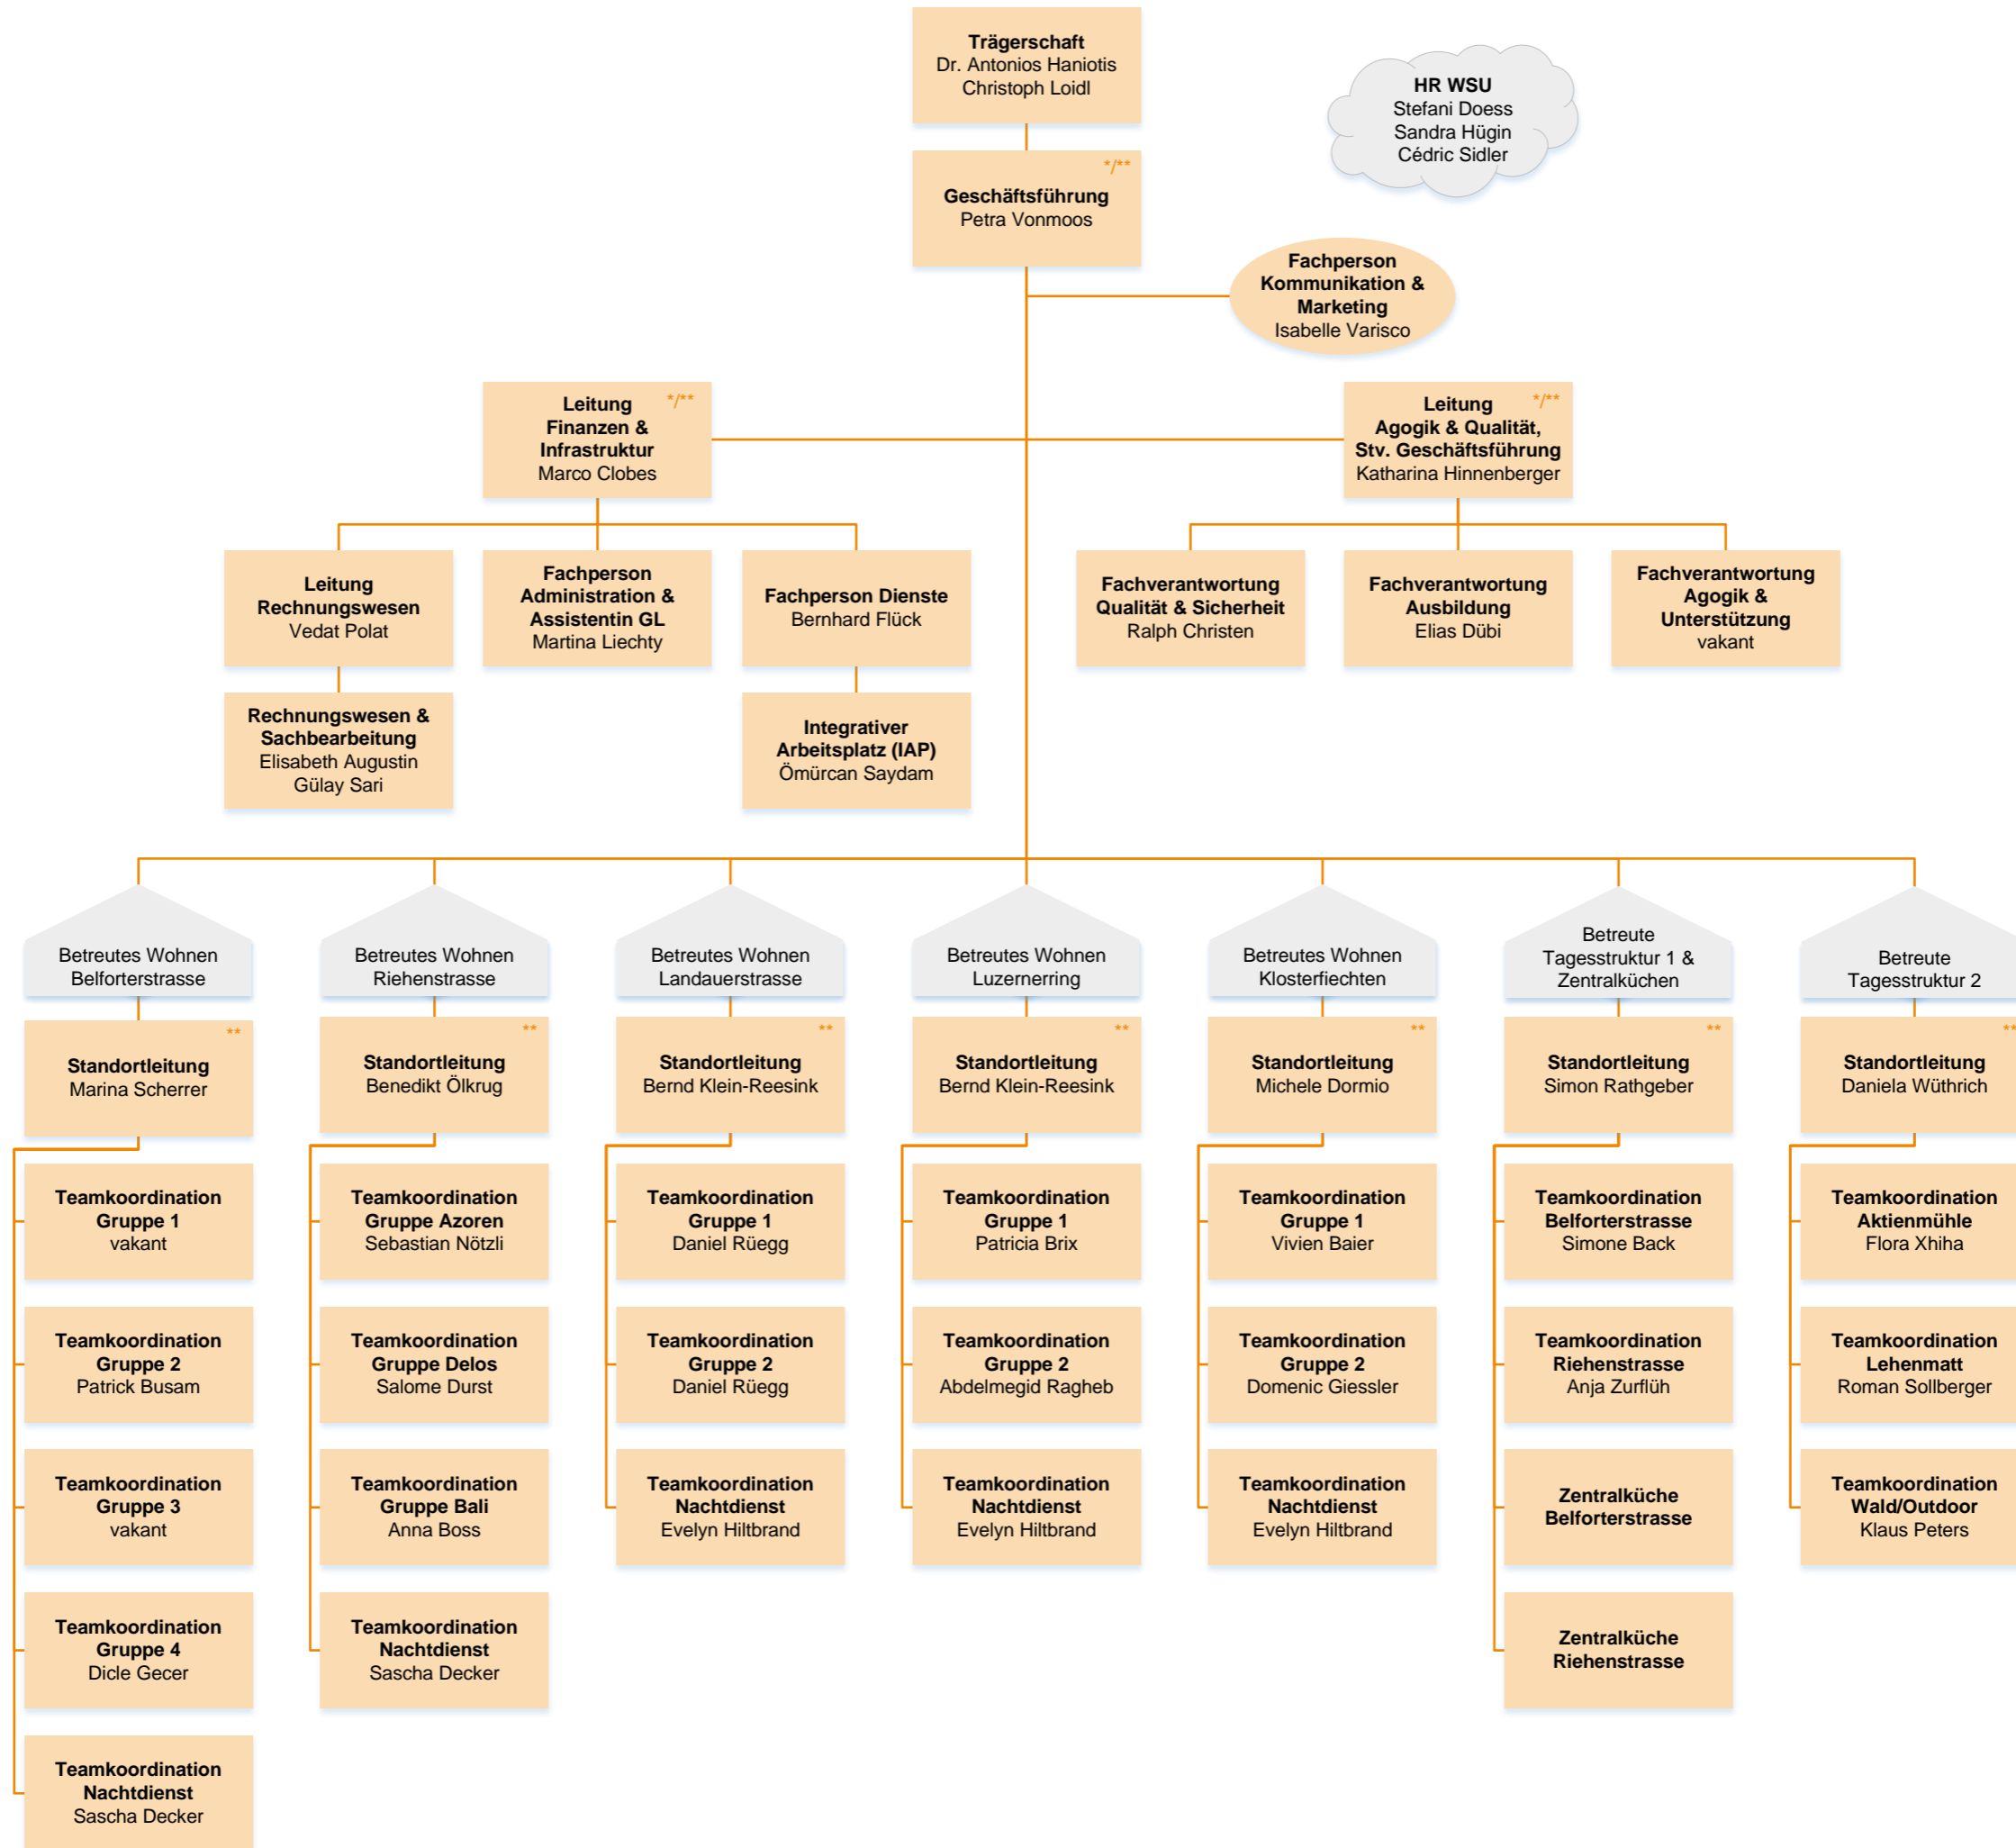 Trägerschaft
Dr. Antonios Haniotis
Christoph Loidl
HR WSU
Stefani Doess
Sandra Hügin
Cédric Sidler
*/**
Geschäftsführung
Petra Vonmoos
Fachperson
Kommunikation &
Marketing
Isabelle Varisco
Leitung */**
Finanzen &
Infrastruktur
Marco Clobes
Leitung */**
Agogik & Qualität,
Stv. Geschäftsführung
Katharina Hinnenberger
Leitung
Rechnungswesen
Vedat Polat
Fachperson
Administration &
Assistentin GL
Martina Liechty
Fachperson Dienste
Bernhard Flück
Fachverantwortung
Qualität & Sicherheit
Ralph Christen
Fachverantwortung
Ausbildung
Elias Dübi
Fachverantwortung
Agogik &
Unterstützung
vakant
Rechnungswesen &
Sachbearbeitung
Elisabeth Augustin
Gülay Sari
Integrativer
Arbeitsplatz (IAP)
Ömürcan Saydam
Betreutes Wohnen
Belforterstrasse
**
Standortleitung
Marina Scherrer
Teamkoordination
Gruppe 1
vakant
Teamkoordination
Gruppe 2
Patrick Busam
Teamkoordination
Gruppe 3
vakant
Teamkoordination
Gruppe 4
Dicle Gecer
Teamkoordination
Nachtdienst
Sascha Decker
Betreutes Wohnen
Riehenstrasse
**
Standortleitung
Benedikt Ölkrug
Teamkoordination
Gruppe Azoren
Sebastian Nötzli
Teamkoordination
Gruppe Delos
Salome Durst
Teamkoordination
Gruppe Bali
Anna Boss
Teamkoordination
Nachtdienst
Sascha Decker
Betreutes Wohnen
Landauerstrasse
**
Standortleitung
Bernd Klein-Reesink
Teamkoordination
Gruppe 1
Daniel Rüegg
Teamkoordination
Gruppe 2
Daniel Rüegg
Teamkoordination
Nachtdienst
Evelyn Hiltbrand
Betreutes Wohnen
Luzernerring
**
Standortleitung
Bernd Klein-Reesink
Teamkoordination
Gruppe 1
Patricia Brix
Teamkoordination
Gruppe 2
Abdelmegid Ragheb
Teamkoordination
Nachtdienst
Evelyn Hiltbrand
Betreutes Wohnen
Klosterfiechten
**
Standortleitung
Michele Dormio
Teamkoordination
Gruppe 1
Vivien Baier
Teamkoordination
Gruppe 2
Domenic Giessler
Teamkoordination
Nachtdienst
Evelyn Hiltbrand
Betreute
Tagesstruktur 1 &
Zentralküchen
**
Standortleitung
Simon Rathgeber
Teamkoordination
Belforterstrasse
Simone Back
Teamkoordination
Riehenstrasse
Anja Zurflüh
Zentralküche
Belforterstrasse
Zentralküche
Riehenstrasse
Betreute
Tagesstruktur 2
**
Standortleitung
Daniela Wüthrich
Teamkoordination
Aktienmühle
Flora Xhiha
Teamkoordination
Lehenmatt
Roman Sollberger
Teamkoordination
Wald/Outdoor
Klaus Peters